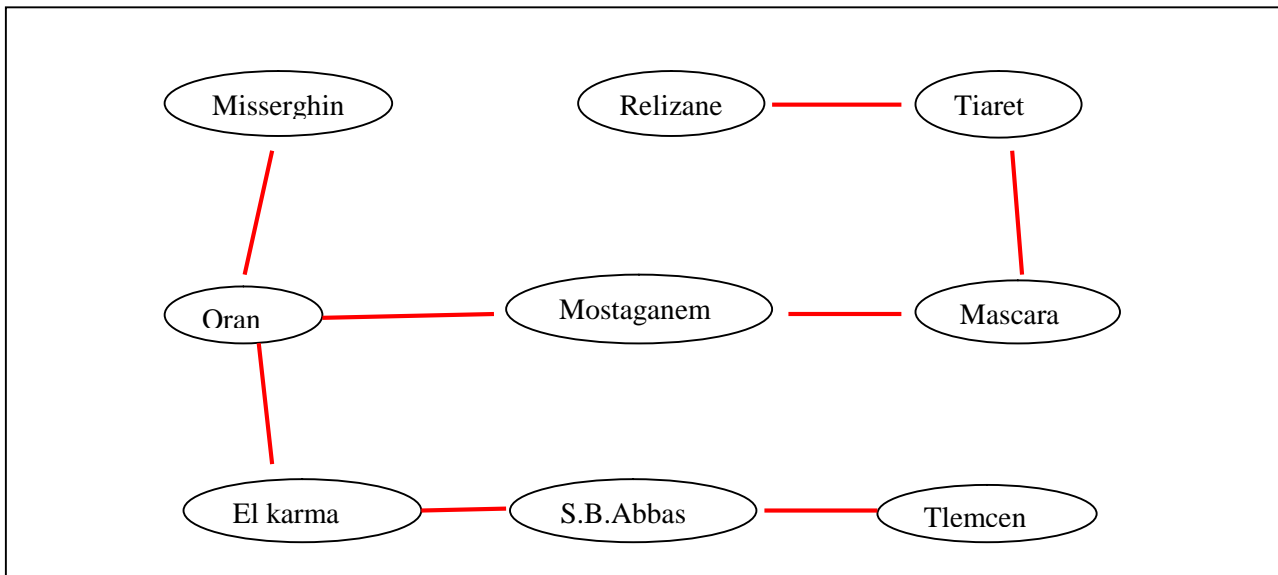 Misserghin
Relizane
Tiaret
Oran
Mostaganem
Mascara
El karma
S.B.Abbas
Tlemcen